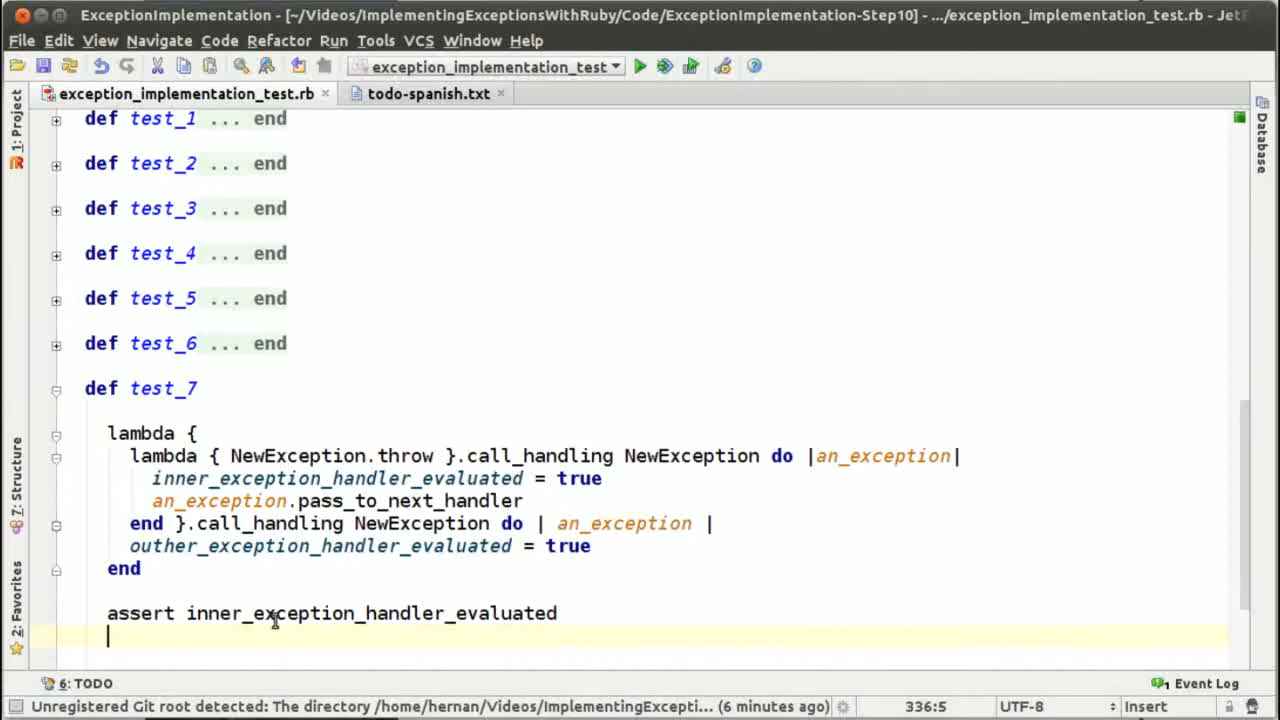 ExceptionImplementation - [~/Videos/ImplementingExceptionsWithRuby/Code/ExceptionImplementation-Step10] - .../exception_implementation_test.rb - JetB
File Edit View Navigate Code Refactor Run Tools VCS Window Help
exception_implementation_test
exception_implementation_test.rb todo-spanish.txt
1: Project
7: Structure
2: Favorites
Database
def test_1 ... end
def test_2 ... end
def test_3 ... end
def test_4 ... end
def test_5 ... end
def test_6 ... end
def test_7
lambda {
lambda { NewException.throw }.call_handling NewException do |an_exception|
inner_exception_handler_evaluated = true
an_exception.pass_to_next_handler
end }.call_handling NewException do | an_exception |
outher_exception_handler_evaluated = true
end
assert inner_exception_handler_evaluated
6: TODO
1 Event Log
Unregistered Git root detected: The directory /home/hernan/Videos/ImplementingExcepti... (6 minutes ago) 336:5 UTF-8 Insert